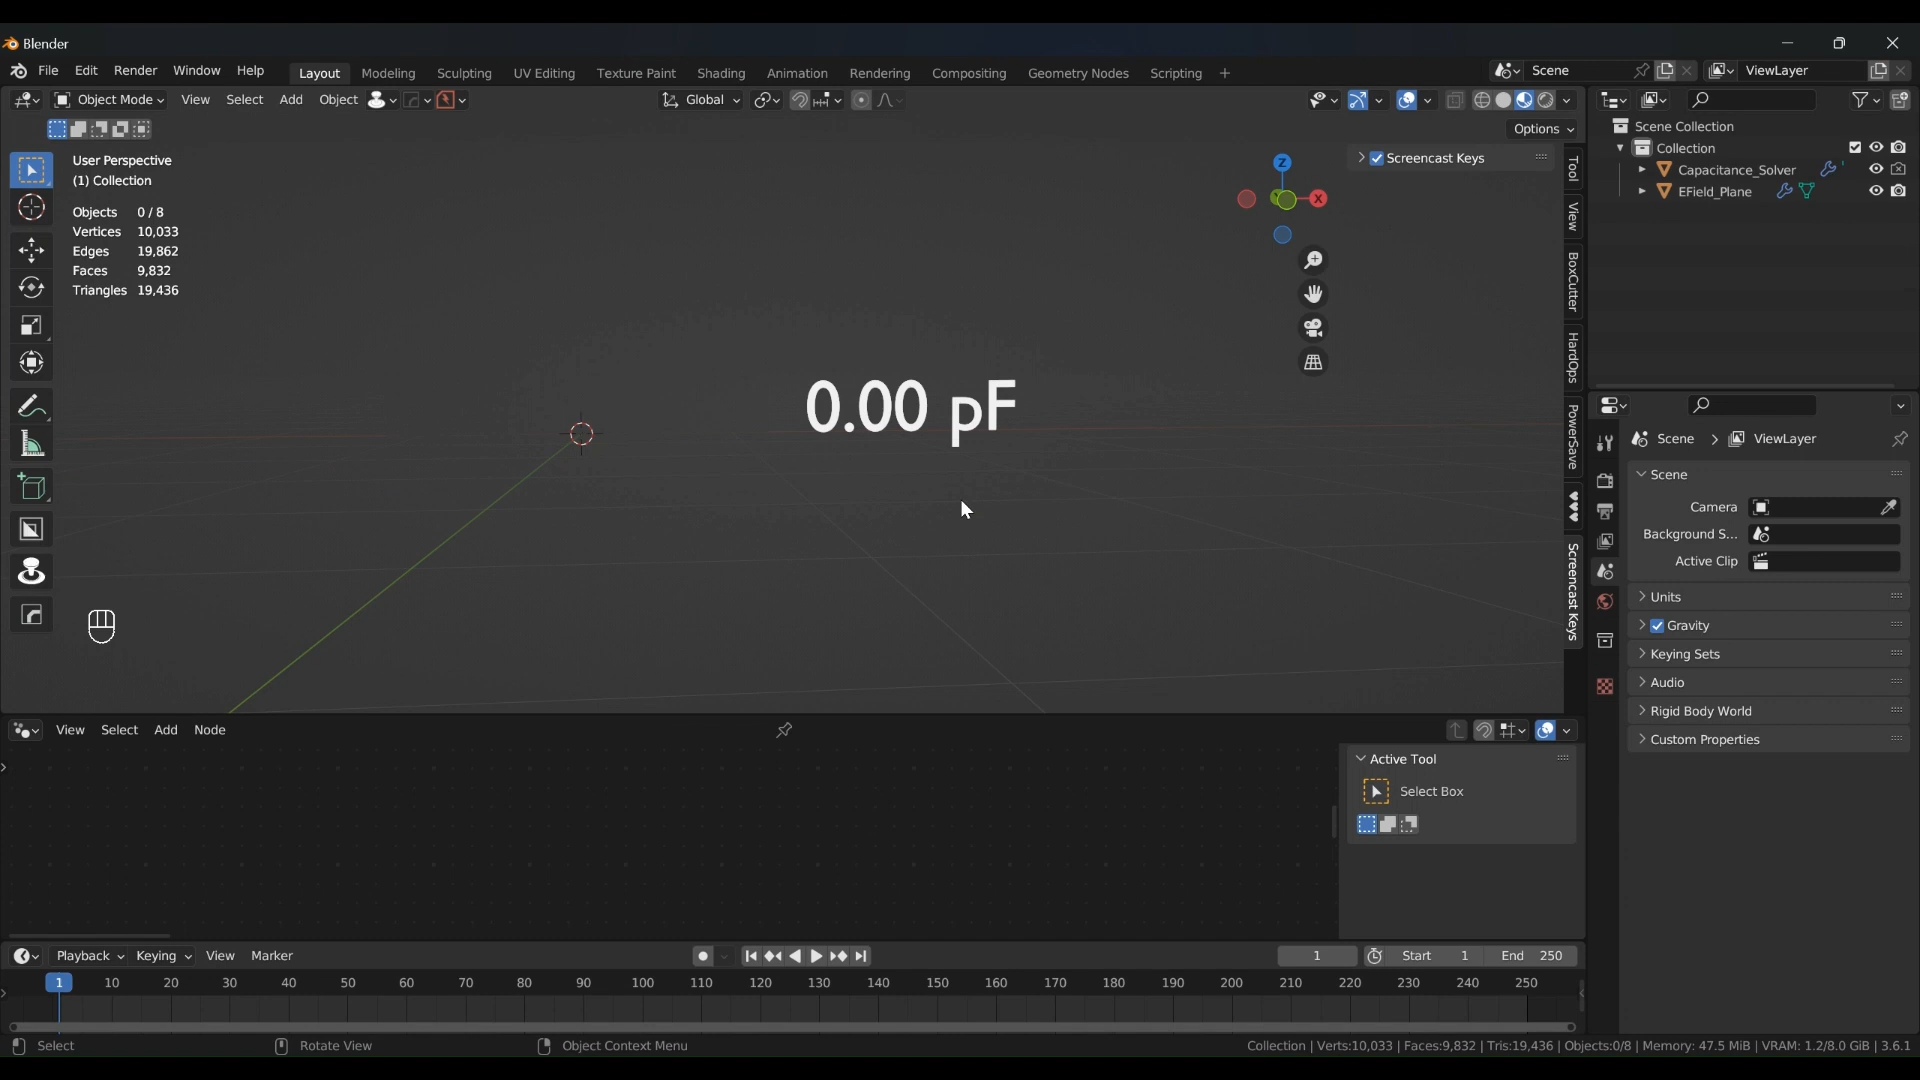 Blender
File Edit Render Window Help Layout Modeling Sculpting UV Editing Texture Paint Shading Animation Rendering Compositing Geometry Nodes Scripting + Scene ViewLayer
Object Mode View Select Add Object Global
Options
User Perspective
(1) Collection
Objects 0 / 8
Vertices 10,033
Edges 19,862
Faces 9,832
Triangles 19,436
Screencast Keys
Z
X
0.00 pF
Tool
View
BoxCutter
HardOps
PowerSave
Screencast Keys
Scene Collection
Collection
Capacitance_Solver
EField_Plane
Scene > ViewLayer
Scene
Camera
Background S...
Active Clip
Units
Gravity
Keying Sets
Audio
Rigid Body World
Custom Properties
View Select Add Node
Active Tool
Select Box
Playback Keying View Marker 1 Start 1 End 250
1 10 20 30 40 50 60 70 80 90 100 110 120 130 140 150 160 170 180 190 200 210 220 230 240 250
Select Rotate View Object Context Menu Collection | Verts:10,033 | Faces:9,832 | Tris:19,436 | Objects:0/8 | Memory: 47.5 MiB | VRAM: 1.2/8.0 GiB | 3.6.1